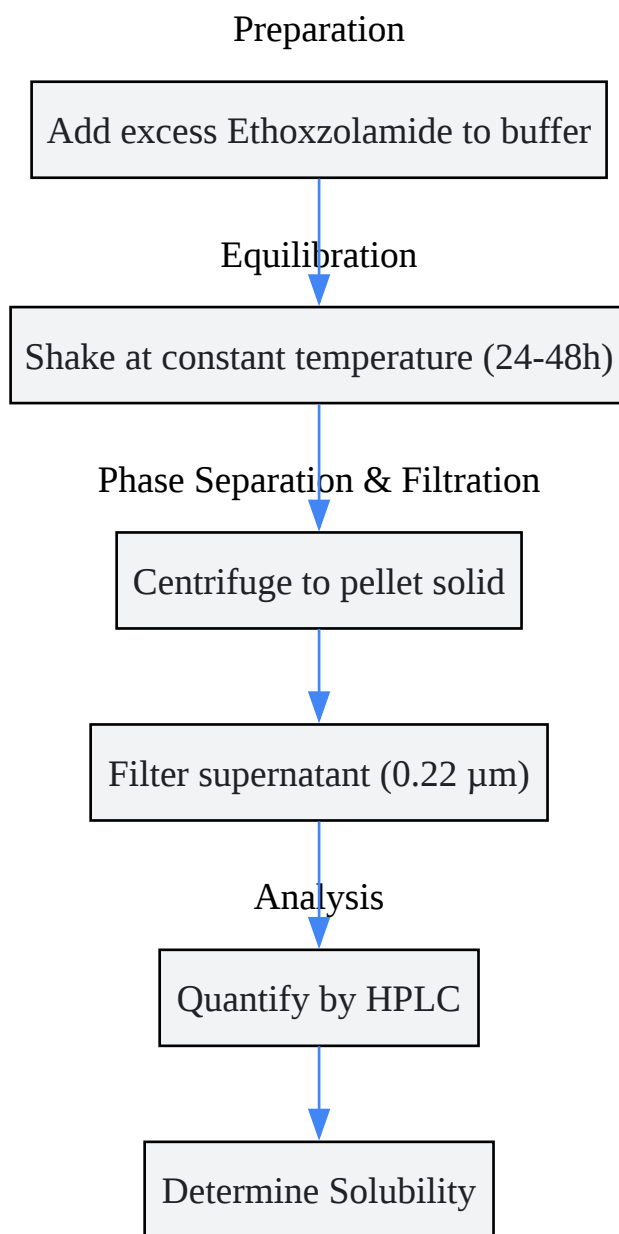 Preparation
Add excess Ethoxzolamide to buffer
Equilibration
Shake at constant temperature (24-48h)
Phase Separation & Filtration
Centrifuge to pellet solid
Filter supernatant (0.22 µm)
Analysis
Quantify by HPLC
Determine Solubility